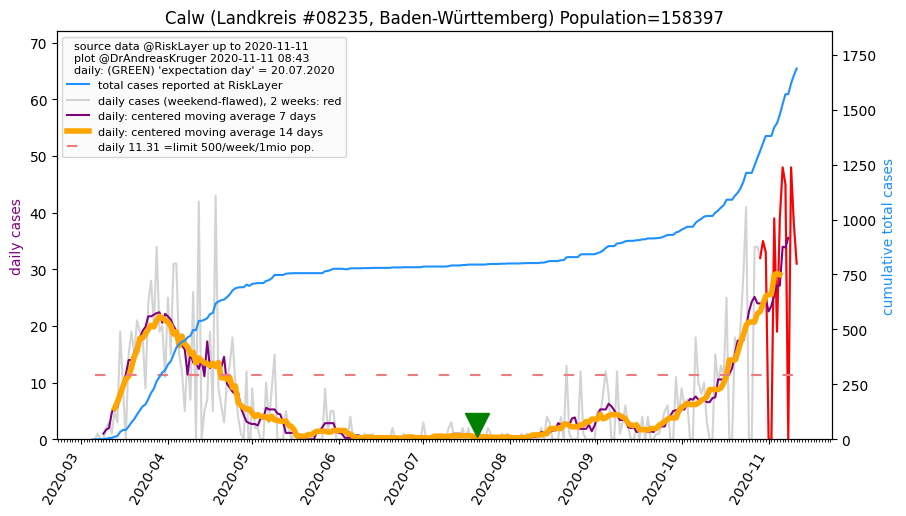 Calw (Landkreis #08235, Baden-Württemberg) Population=158397
source data @RiskLayer up to 2020-11-11
plot @DrAndreasKruger 2020-11-11 08:43
daily: (GREEN) 'expectation day' = 20.07.2020
total cases reported at RiskLayer
daily cases (weekend-flawed), 2 weeks: red
daily: centered moving average 7 days
daily: centered moving average 14 days
daily 11.31 =limit 500/week/1mio pop.
daily cases
70
60
50
40
30
20
10
0
cumulative total cases
1750
1500
1250
1000
750
500
250
0
2020-03
2020-04
2020-05
2020-06
2020-07
2020-08
2020-09
2020-10
2020-11